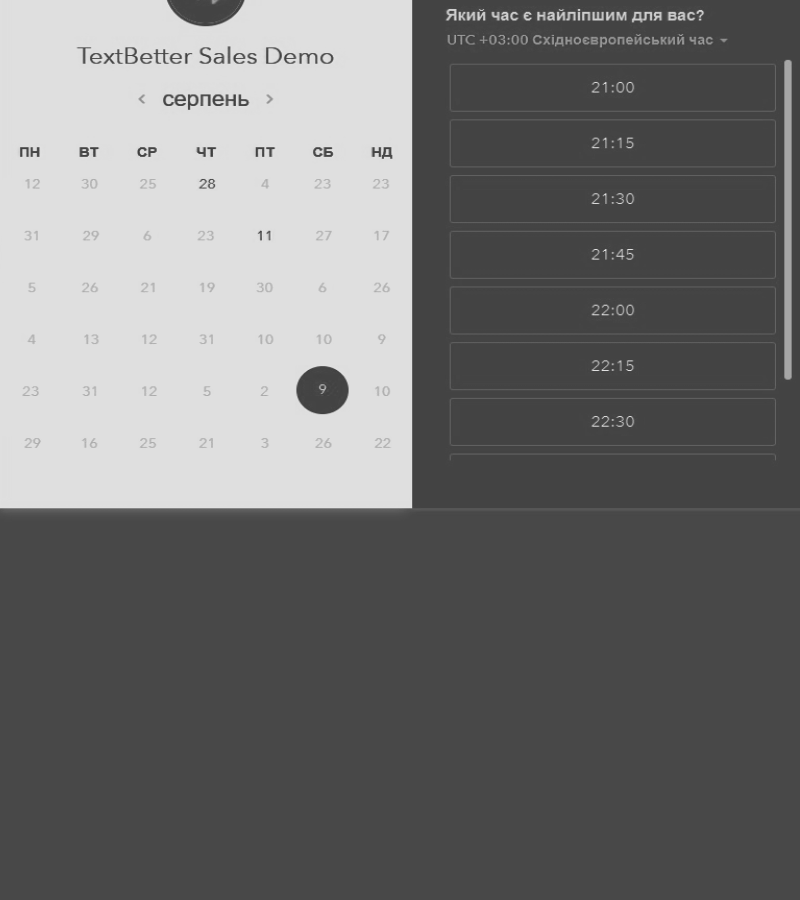 TextBetter Sales Demo
‹ серпень ›
ПН ВТ СР ЧТ ПТ СБ НД
12 30 25 28 4 23 23
31 29 6 23 11 27 17
5 26 21 19 30 6 26
4 13 12 31 10 10 9
23 31 12 5 2 9 10
29 16 25 21 3 26 22
Який час є найліпшим для вас?
UTC +03:00 Східноєвропейський час
21:00
21:15
21:30
21:45
22:00
22:15
22:30